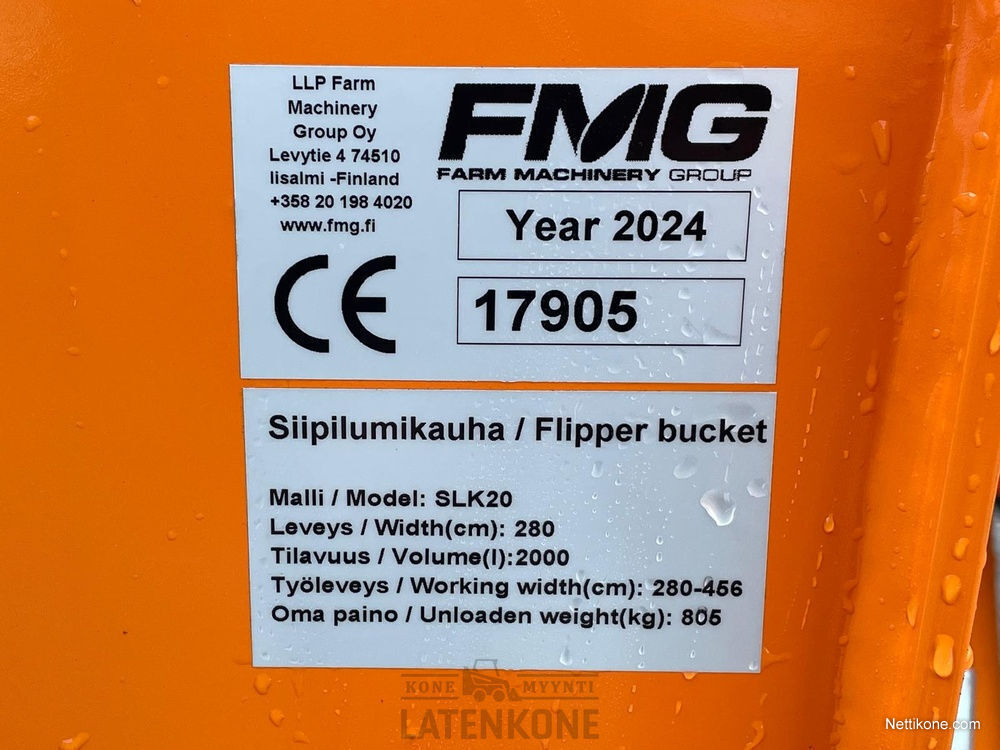 LLP Farm
Machinery
Group Oy
Levytie 4 74510
Iisalmi -Finland
+358 20 198 4020
www.fmg.fi
FMG
FARM MACHINERY GROUP
Year 2024
CE
17905
Siipilumikauha / Flipper bucket
Malli / Model: SLK20
Leveys / Width(cm): 280
Tilavuus / Volume(l):2000
Työleveys / Working width(cm): 280-456
Oma paino / Unloaden weight(kg): 805
KONE MYYNTI
LATENKONE
Nettikone.com